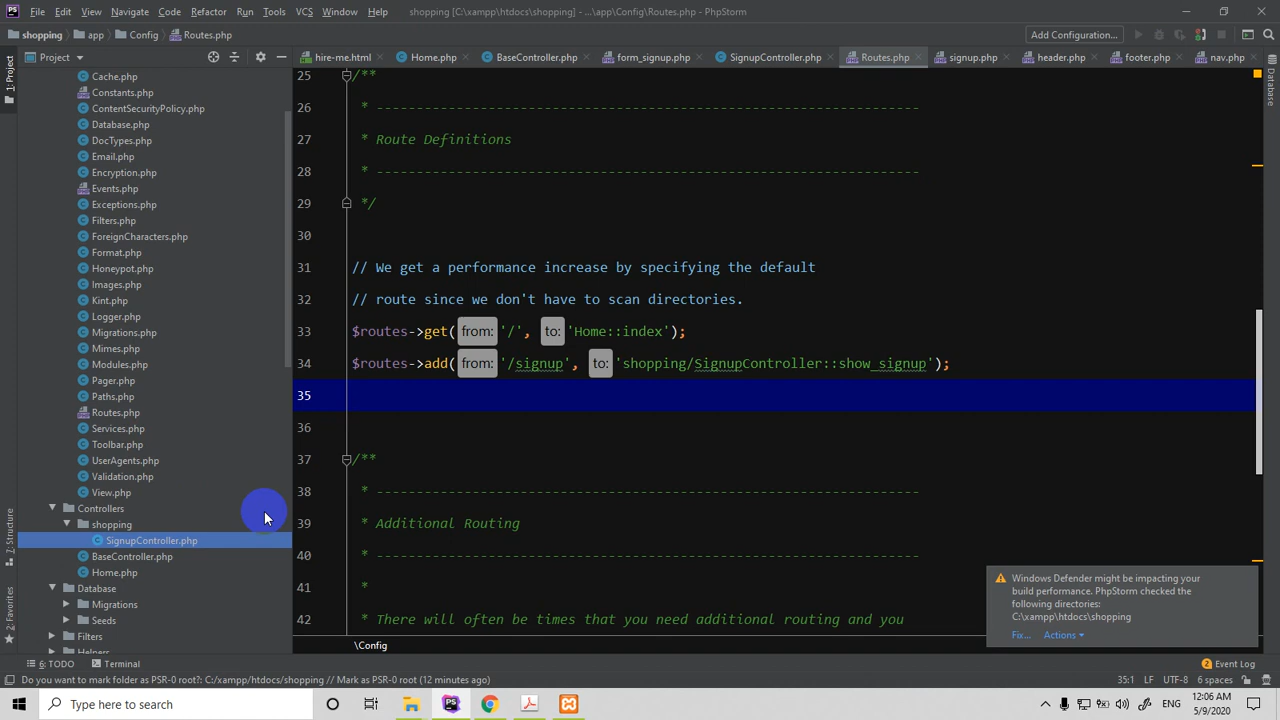 File Edit View Navigate Code Refactor Run Tools VCS Window Help shopping [C:\xampp\htdocs\shopping] - ...\app\Config\Routes.php - PhpStorm
shopping app Config Routes.php Add Configuration...
Project hire-me.html Home.php BaseController.php form_signup.php SignupController.php Routes.php signup.php header.php footer.php nav.php
1: Project
7: Structure
2: Favorites
Database
Cache.php
Constants.php
ContentSecurityPolicy.php
Database.php
DocTypes.php
Email.php
Encryption.php
Events.php
Exceptions.php
Filters.php
ForeignCharacters.php
Format.php
Honeypot.php
Images.php
Kint.php
Logger.php
Migrations.php
Mimes.php
Modules.php
Pager.php
Paths.php
Routes.php
Services.php
Toolbar.php
UserAgents.php
Validation.php
View.php
Controllers
shopping
SignupController.php
BaseController.php
Home.php
Database
Migrations
Seeds
Filters
Helpers
25 /**
26 * --------------------------------------------------------------------
27 * Route Definitions
28 * --------------------------------------------------------------------
29 */
30
31 // We get a performance increase by specifying the default
32 // route since we don't have to scan directories.
33 $routes->get( from: '/', to: 'Home::index');
34 $routes->add( from: '/signup', to: 'shopping/SignupController::show_signup');
35
36
37 /**
38 * --------------------------------------------------------------------
39 * Additional Routing
40 * --------------------------------------------------------------------
41 *
42 * There will often be times that you need additional routing and you
\Config
Windows Defender might be impacting your
build performance. PhpStorm checked the
following directories:
C:\xampp\htdocs\shopping
Fix... Actions
6: TODO Terminal 2 Event Log
Do you want to mark folder as PSR-0 root?: C:/xampp/htdocs/shopping // Mark as PSR-0 root (12 minutes ago) 35:1 LF UTF-8 6 spaces
Type here to search ENG 12:06 AM
5/9/2020